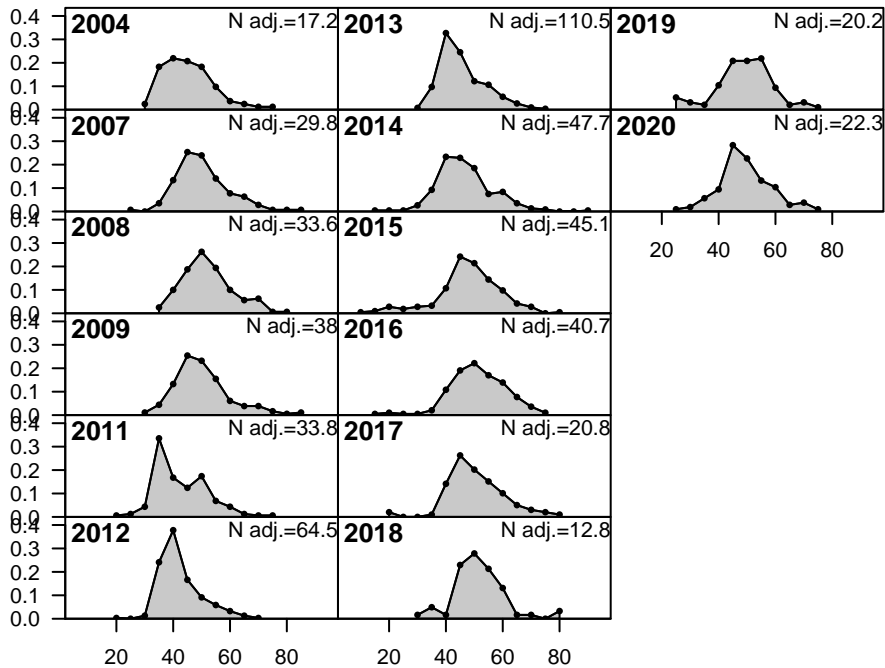 2004 N adj.=17.2
0.4
0.3
0.2
0.1
0.0
2007 N adj.=29.8
0.4
0.3
0.2
0.1
0.0
2008 N adj.=33.6
0.4
0.3
0.2
0.1
0.0
2009 N adj.=38
0.4
0.3
0.2
0.1
0.0
2011 N adj.=33.8
0.4
0.3
0.2
0.1
0.0
2012 N adj.=64.5
0.4
0.3
0.2
0.1
0.0
20 40 60 80
2013 N adj.=110.5
2014 N adj.=47.7
2015 N adj.=45.1
2016 N adj.=40.7
2017 N adj.=20.8
2018 N adj.=12.8
20 40 60 80
2019 N adj.=20.2
2020 N adj.=22.3
20 40 60 80